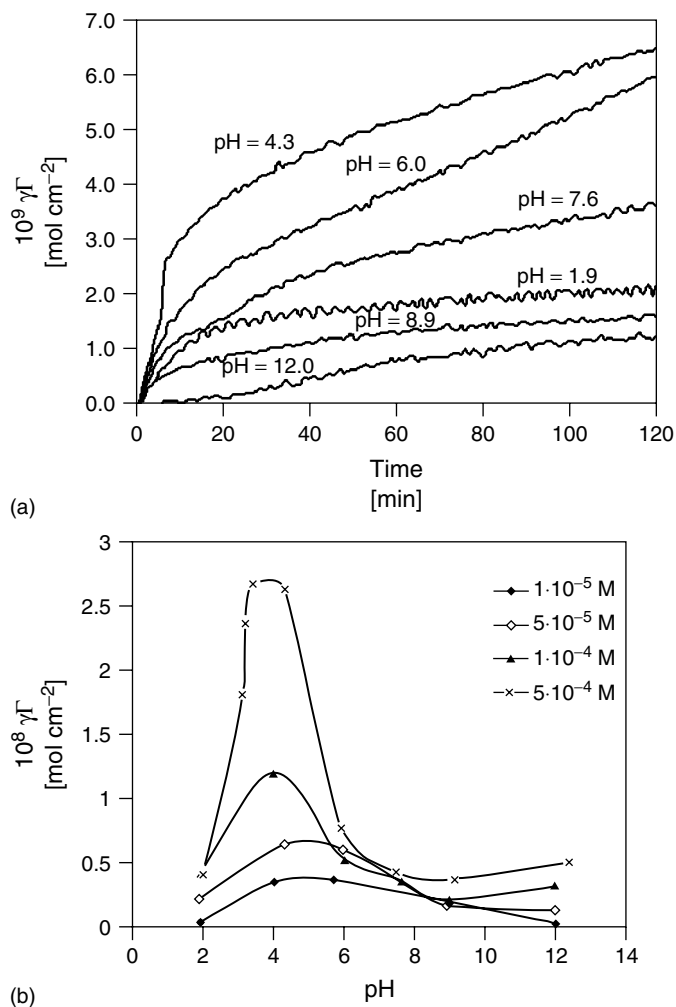 7.0
6.0
5.0
4.0
3.0
2.0
1.0
0.0
10⁹ γΓ
[mol cm⁻²]
pH = 4.3
pH = 6.0
pH = 7.6
pH = 1.9
pH = 8.9
pH = 12.0
0 20 40 60 80 100 120
Time
[min]
(a)
3
2.5
2
1.5
1
0.5
0
10⁸ γΓ
[mol cm⁻²]
1·10⁻⁵ M
5·10⁻⁵ M
1·10⁻⁴ M
5·10⁻⁴ M
0 2 4 6 8 10 12 14
pH
(b)